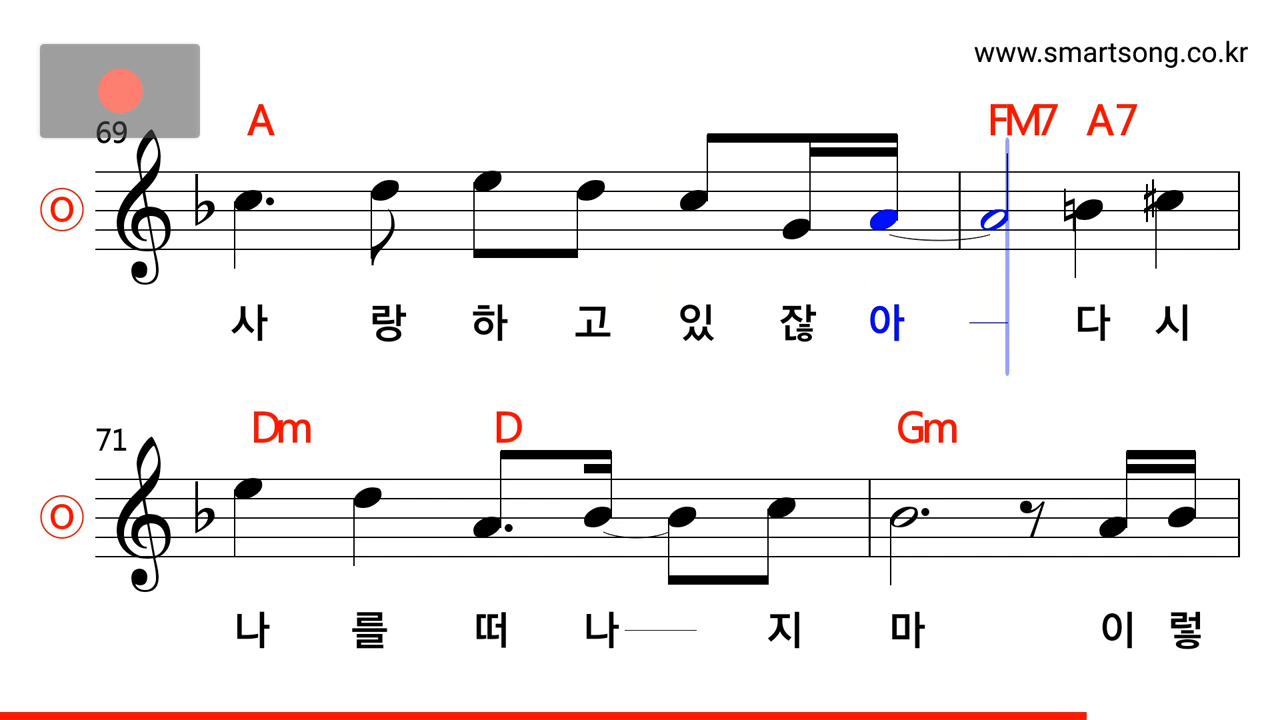 www.smartsong.co.kr
69 A FM7 A7
O
사 랑 하 고 있 잖 아 다 시
71 Dm D Gm
O
나 를 떠 나 지 마 이 렇